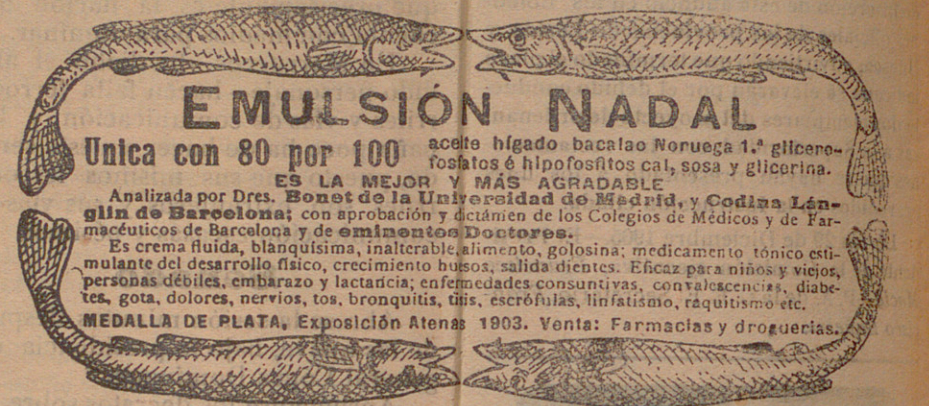 EMULSIÓN NADAL
Unica con 80 por 100 aceite hígado bacalao Noruega 1.ª glicero-
fosfatos é hipofosfitos cal, sosa y glicerina.
ES LA MEJOR Y MÁS AGRADABLE
Analizada por Dres. Bonet de la Universidad de Madrid, y Codina Län-
glin de Barcelona; con aprobación y dictámen de los Colegios de Médicos y de Far-
macéuticos de Barcelona y de eminentos Doctores.
Es crema fluida, blanquísima, inalterable, alimento, golosina; medicamento tónico esti-
mulante del desarrollo físico, crecimiento huesos, salida dientes. Eficaz para niños y viejos,
personas débiles, embarazo y lactancia; enfermedades consuntivas, convalescencias, diabe-
tes, gota, dolores, nervios, tos, bronquitis, tisis, escrófulas, linfatismo, raquitismo etc.
MEDALLA DE PLATA, Exposición Atenas 1903. Venta: Farmacias y droguerias.